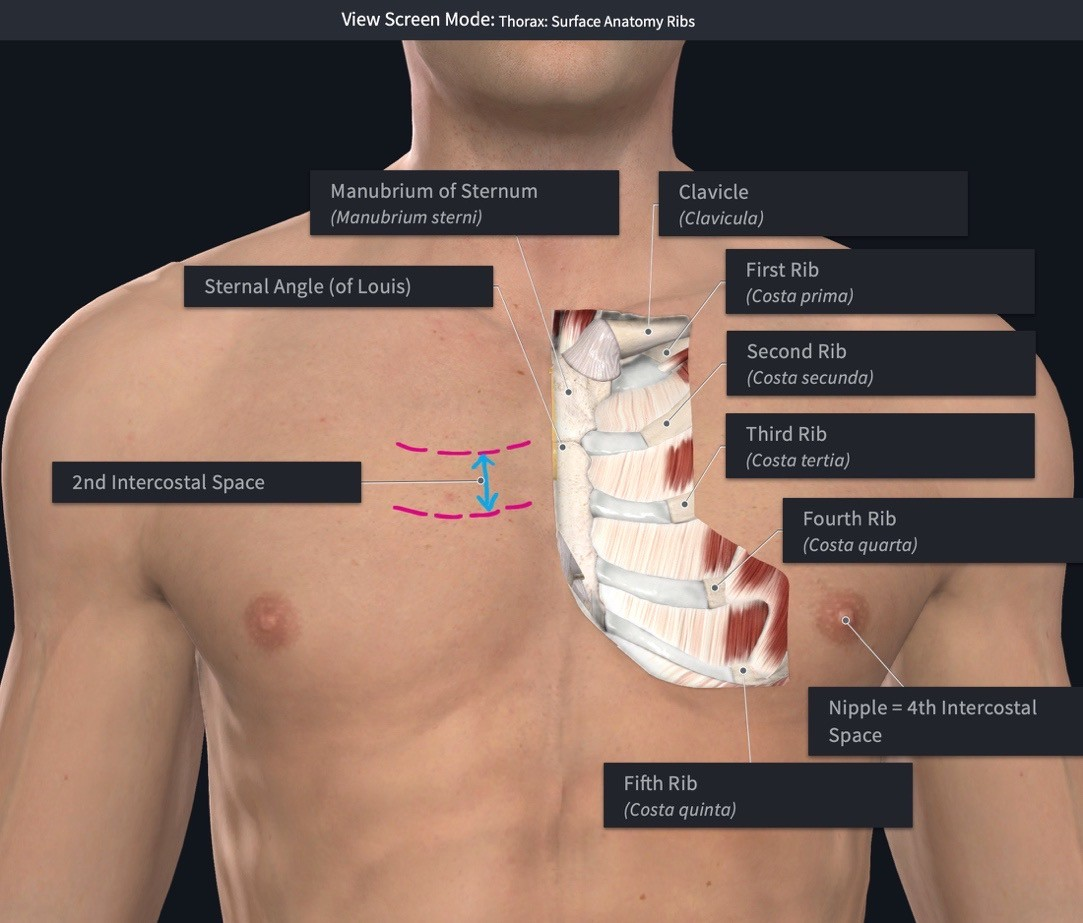 View Screen Mode: Thorax: Surface Anatomy Ribs
Manubrium of Sternum
(Manubrium sterni)
Clavicle
(Clavicula)
Sternal Angle (of Louis)
First Rib
(Costa prima)
Second Rib
(Costa secunda)
Third Rib
(Costa tertia)
2nd Intercostal Space
Fourth Rib
(Costa quarta)
Nipple = 4th Intercostal
Space
Fifth Rib
(Costa quinta)